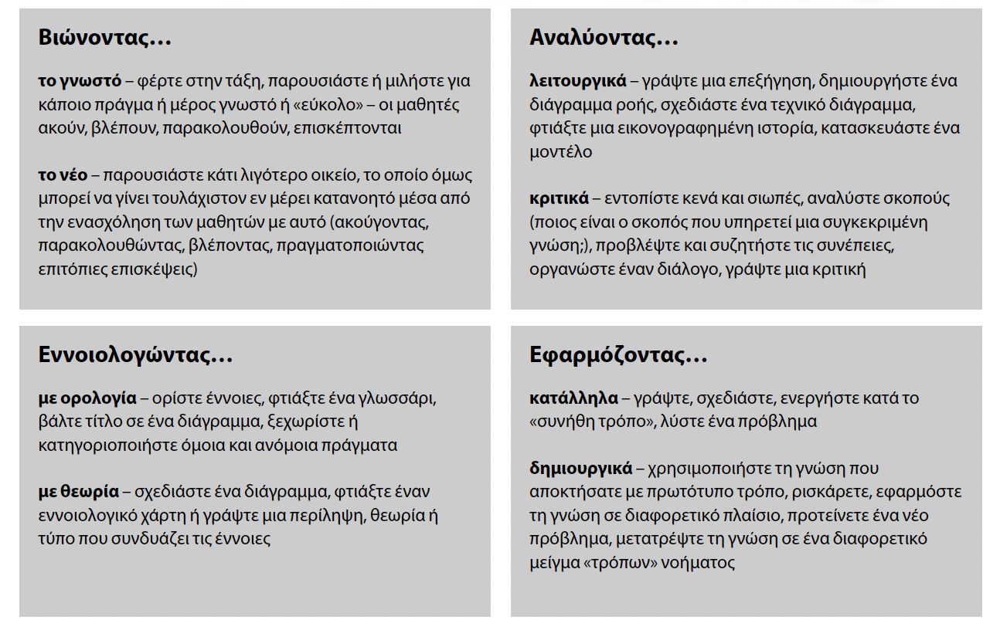 Βιώνοντας…
το γνωστό – φέρτε στην τάξη, παρουσιάστε ή μιλήστε για
κάποιο πράγμα ή μέρος γνωστό ή «εύκολο» – οι μαθητές
ακούν, βλέπουν, παρακολουθούν, επισκέπτονται
το νέο – παρουσιάστε κάτι λιγότερο οικείο, το οποίο όμως
μπορεί να γίνει τουλάχιστον εν μέρει κατανοητό μέσα από
την ενασχόληση των μαθητών με αυτό (ακούγοντας,
παρακολουθώντας, βλέποντας, πραγματοποιώντας
επιτόπιες επισκέψεις)
Αναλύοντας…
λειτουργικά – γράψτε μια επεξήγηση, δημιουργήστε ένα
διάγραμμα ροής, σχεδιάστε ένα τεχνικό διάγραμμα,
φτιάξτε μια εικονογραφημένη ιστορία, κατασκευάστε ένα
μοντέλο
κριτικά – εντοπίστε κενά και σιωπές, αναλύστε σκοπούς
(ποιος είναι ο σκοπός που υπηρετεί μια συγκεκριμένη
γνώση;), προβλέψτε και συζητήστε τις συνέπειες,
οργανώστε έναν διάλογο, γράψτε μια κριτική
Εννοιολογώντας…
με ορολογία – ορίστε έννοιες, φτιάξτε ένα γλωσσάρι,
βάλτε τίτλο σε ένα διάγραμμα, ξεχωρίστε ή
κατηγοριοποιήστε όμοια και ανόμοια πράγματα
με θεωρία – σχεδιάστε ένα διάγραμμα, φτιάξτε έναν
εννοιολογικό χάρτη ή γράψτε μια περίληψη, θεωρία ή
τύπο που συνδυάζει τις έννοιες
Εφαρμόζοντας…
κατάλληλα – γράψτε, σχεδιάστε, ενεργήστε κατά το
«συνήθη τρόπο», λύστε ένα πρόβλημα
δημιουργικά – χρησιμοποιήστε τη γνώση που
αποκτήσατε με πρωτότυπο τρόπο, ρισκάρετε, εφαρμόστε
τη γνώση σε διαφορετικό πλαίσιο, προτείνετε ένα νέο
πρόβλημα, μετατρέψτε τη γνώση σε ένα διαφορετικό
μείγμα «τρόπων» νοήματος